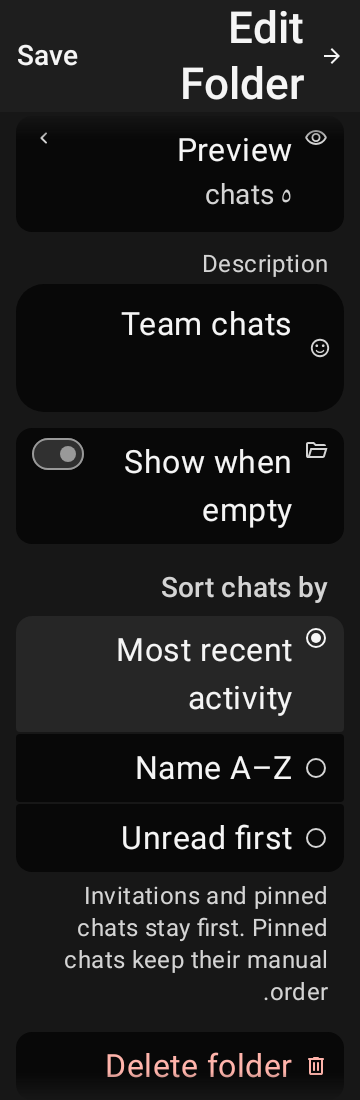 Edit
Folder
Save
Preview
chats ٥
Description
Team chats
Show when
empty
Sort chats by
Most recent
activity
Name A–Z
Unread first
Invitations and pinned
chats stay first. Pinned
chats keep their manual
.order
Delete folder